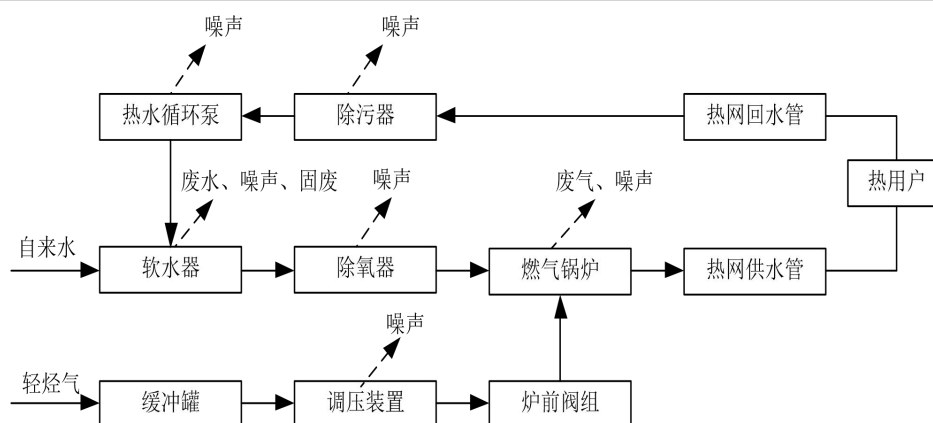 噪声
噪声
热水循环泵
除污器
热网回水管
热用户
废水、噪声、固废
噪声
废气、噪声
自来水
软水器
除氧器
燃气锅炉
热网供水管
噪声
轻烃气
缓冲罐
调压装置
炉前阀组